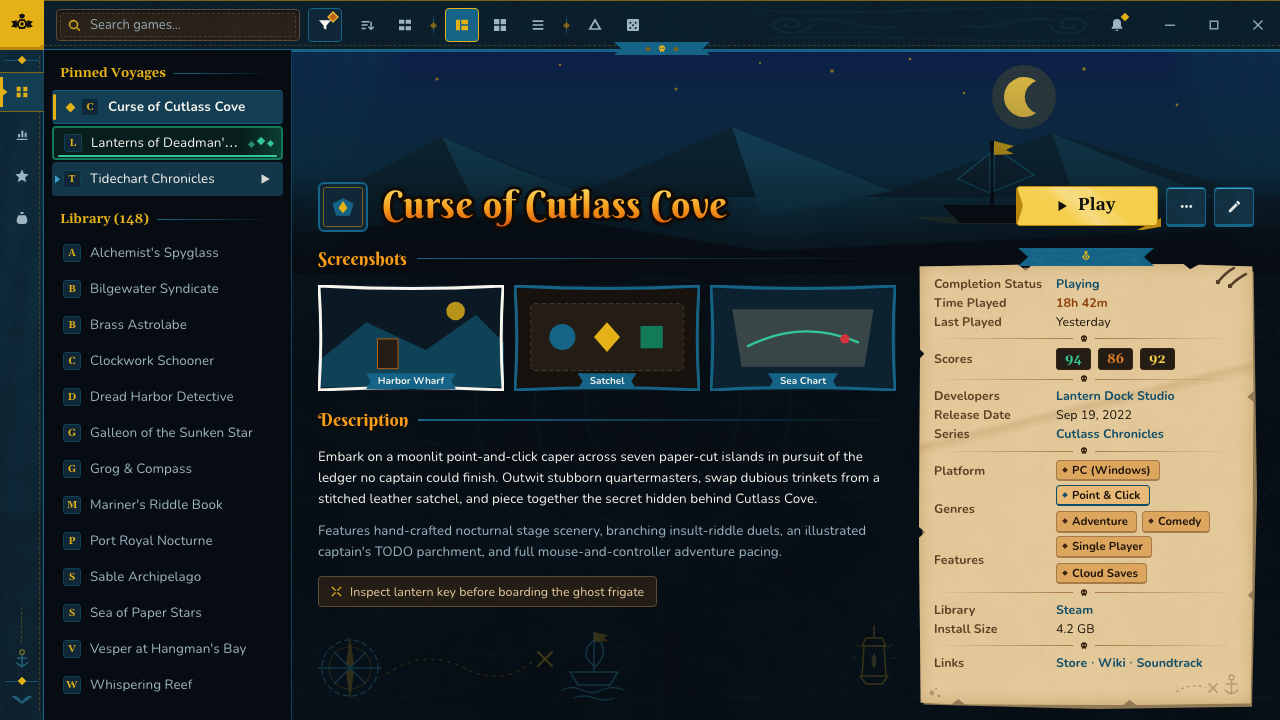 Search games...
Pinned Voyages
C Curse of Cutlass Cove
L Lanterns of Deadman'...
T Tidechart Chronicles
Library (148)
A Alchemist's Spyglass
B Bilgewater Syndicate
B Brass Astrolabe
C Clockwork Schooner
D Dread Harbor Detective
G Galleon of the Sunken Star
G Grog & Compass
M Mariner's Riddle Book
P Port Royal Nocturne
S Sable Archipelago
S Sea of Paper Stars
V Vesper at Hangman's Bay
W Whispering Reef
Curse of Cutlass Cove
Play
Screenshots
Harbor Wharf
Satchel
Sea Chart
Description
Embark on a moonlit point-and-click caper across seven paper-cut islands in pursuit of the
ledger no captain could finish. Outwit stubborn quartermasters, swap dubious trinkets from a
stitched leather satchel, and piece together the secret hidden behind Cutlass Cove.
Features hand-crafted nocturnal stage scenery, branching insult-riddle duels, an illustrated
captain's TODO parchment, and full mouse-and-controller adventure pacing.
Inspect lantern key before boarding the ghost frigate
Completion Status Playing
Time Played 18h 42m
Last Played Yesterday
Scores 94 86 92
Developers Lantern Dock Studio
Release Date Sep 19, 2022
Series Cutlass Chronicles
Platform PC (Windows)
Genres Point & Click
Adventure Comedy
Features Single Player
Cloud Saves
Library Steam
Install Size 4.2 GB
Links Store · Wiki · Soundtrack